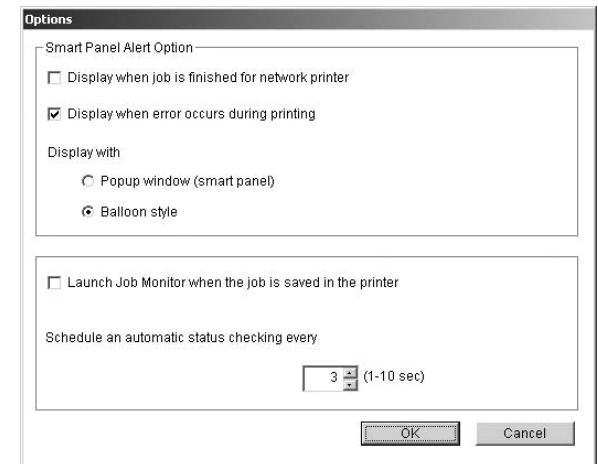 Options
Smart Panel Alert Option
Display when job is finished for network printer
Display when error occurs during printing
Display with
Popup window (smart panel)
Balloon style
Launch Job Monitor when the job is saved in the printer
Schedule an automatic status checking every
3 (1-10 sec)
OK Cancel